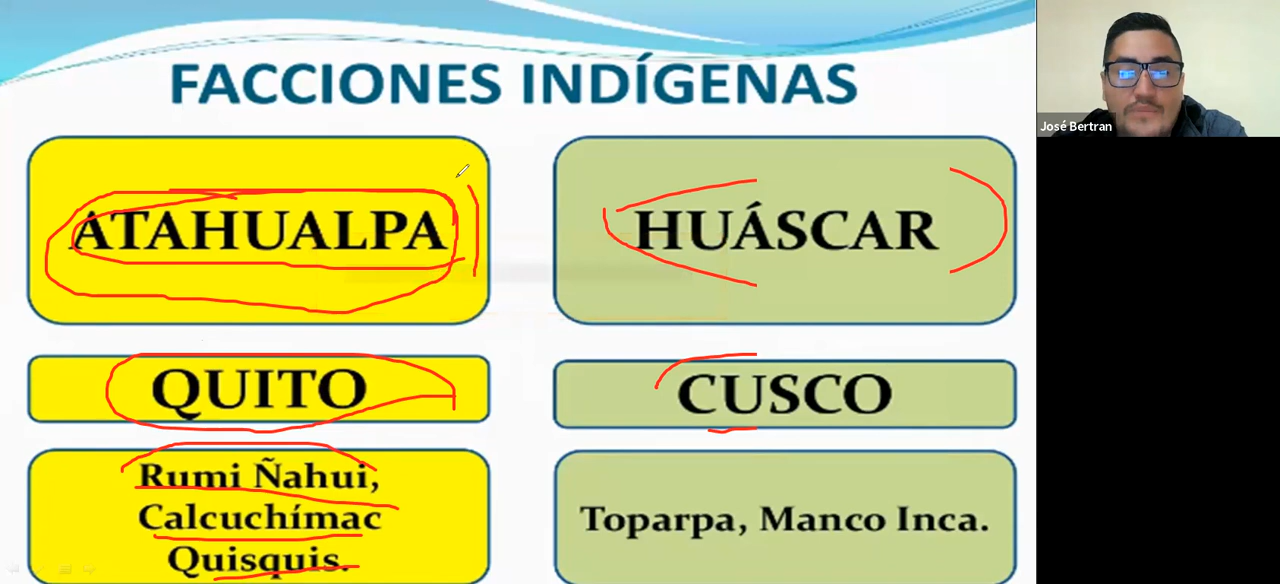 FACCIONES INDÍGENAS
ATAHUALPA
HUÁSCAR
QUITO
CUSCO
Rumi Ñahui,
Calcuchímac
Quisquis.
Toparpa, Manco Inca.
José Bertran